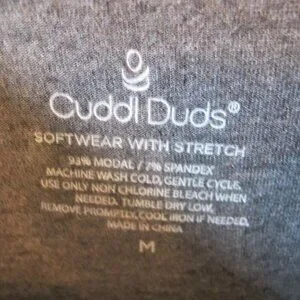 Cuddl Duds®
SOFTWEAR WITH STRETCH
93% MODAL / 7% SPANDEX
MACHINE WASH COLD, GENTLE CYCLE,
USE ONLY NON CHLORINE BLEACH WHEN
NEEDED, TUMBLE DRY LOW,
REMOVE PROMPTLY, COOL IRON IF NEEDED,
MADE IN CHINA
M